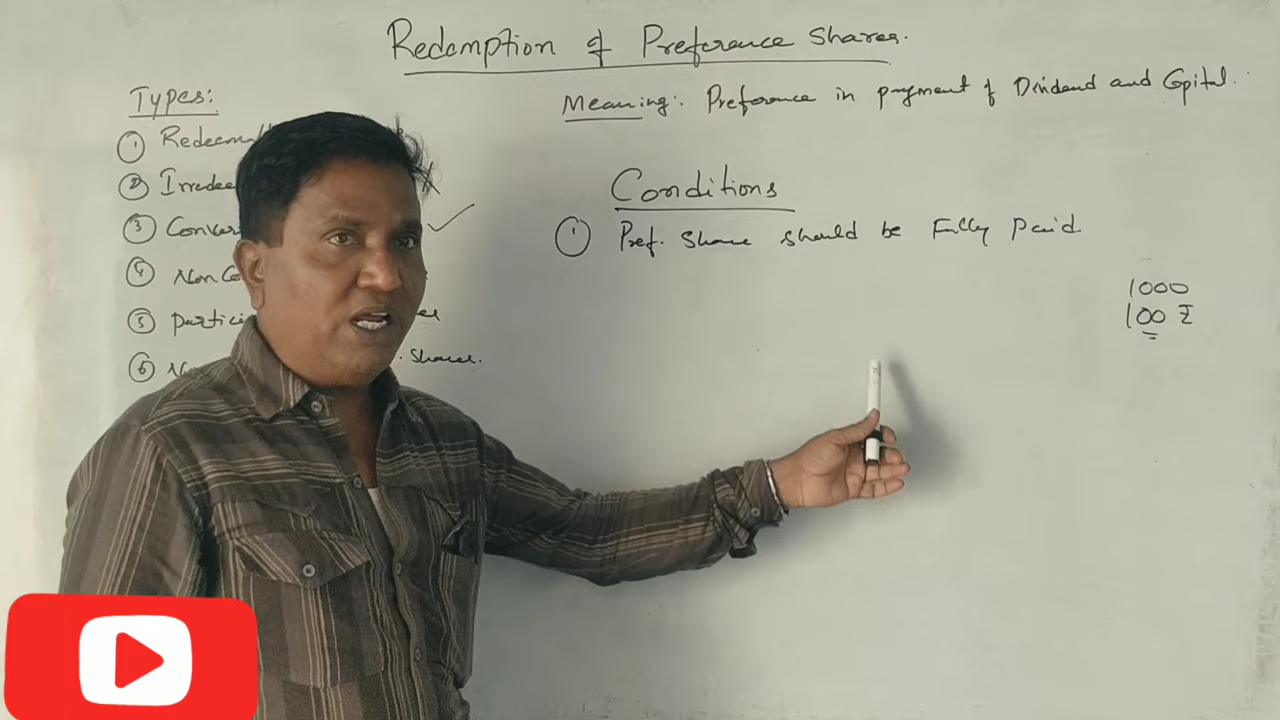 Redemption of Preference Shares.
Types:
① Redeema
② Irredee
③ Conver
④ Non Co
⑤ Partici
⑥ N . Shares.
Meaning:. Preference in payment of Dividend and Capital.
Conditions
① Pref. Share should be Fully paid.
1000
100 ₹